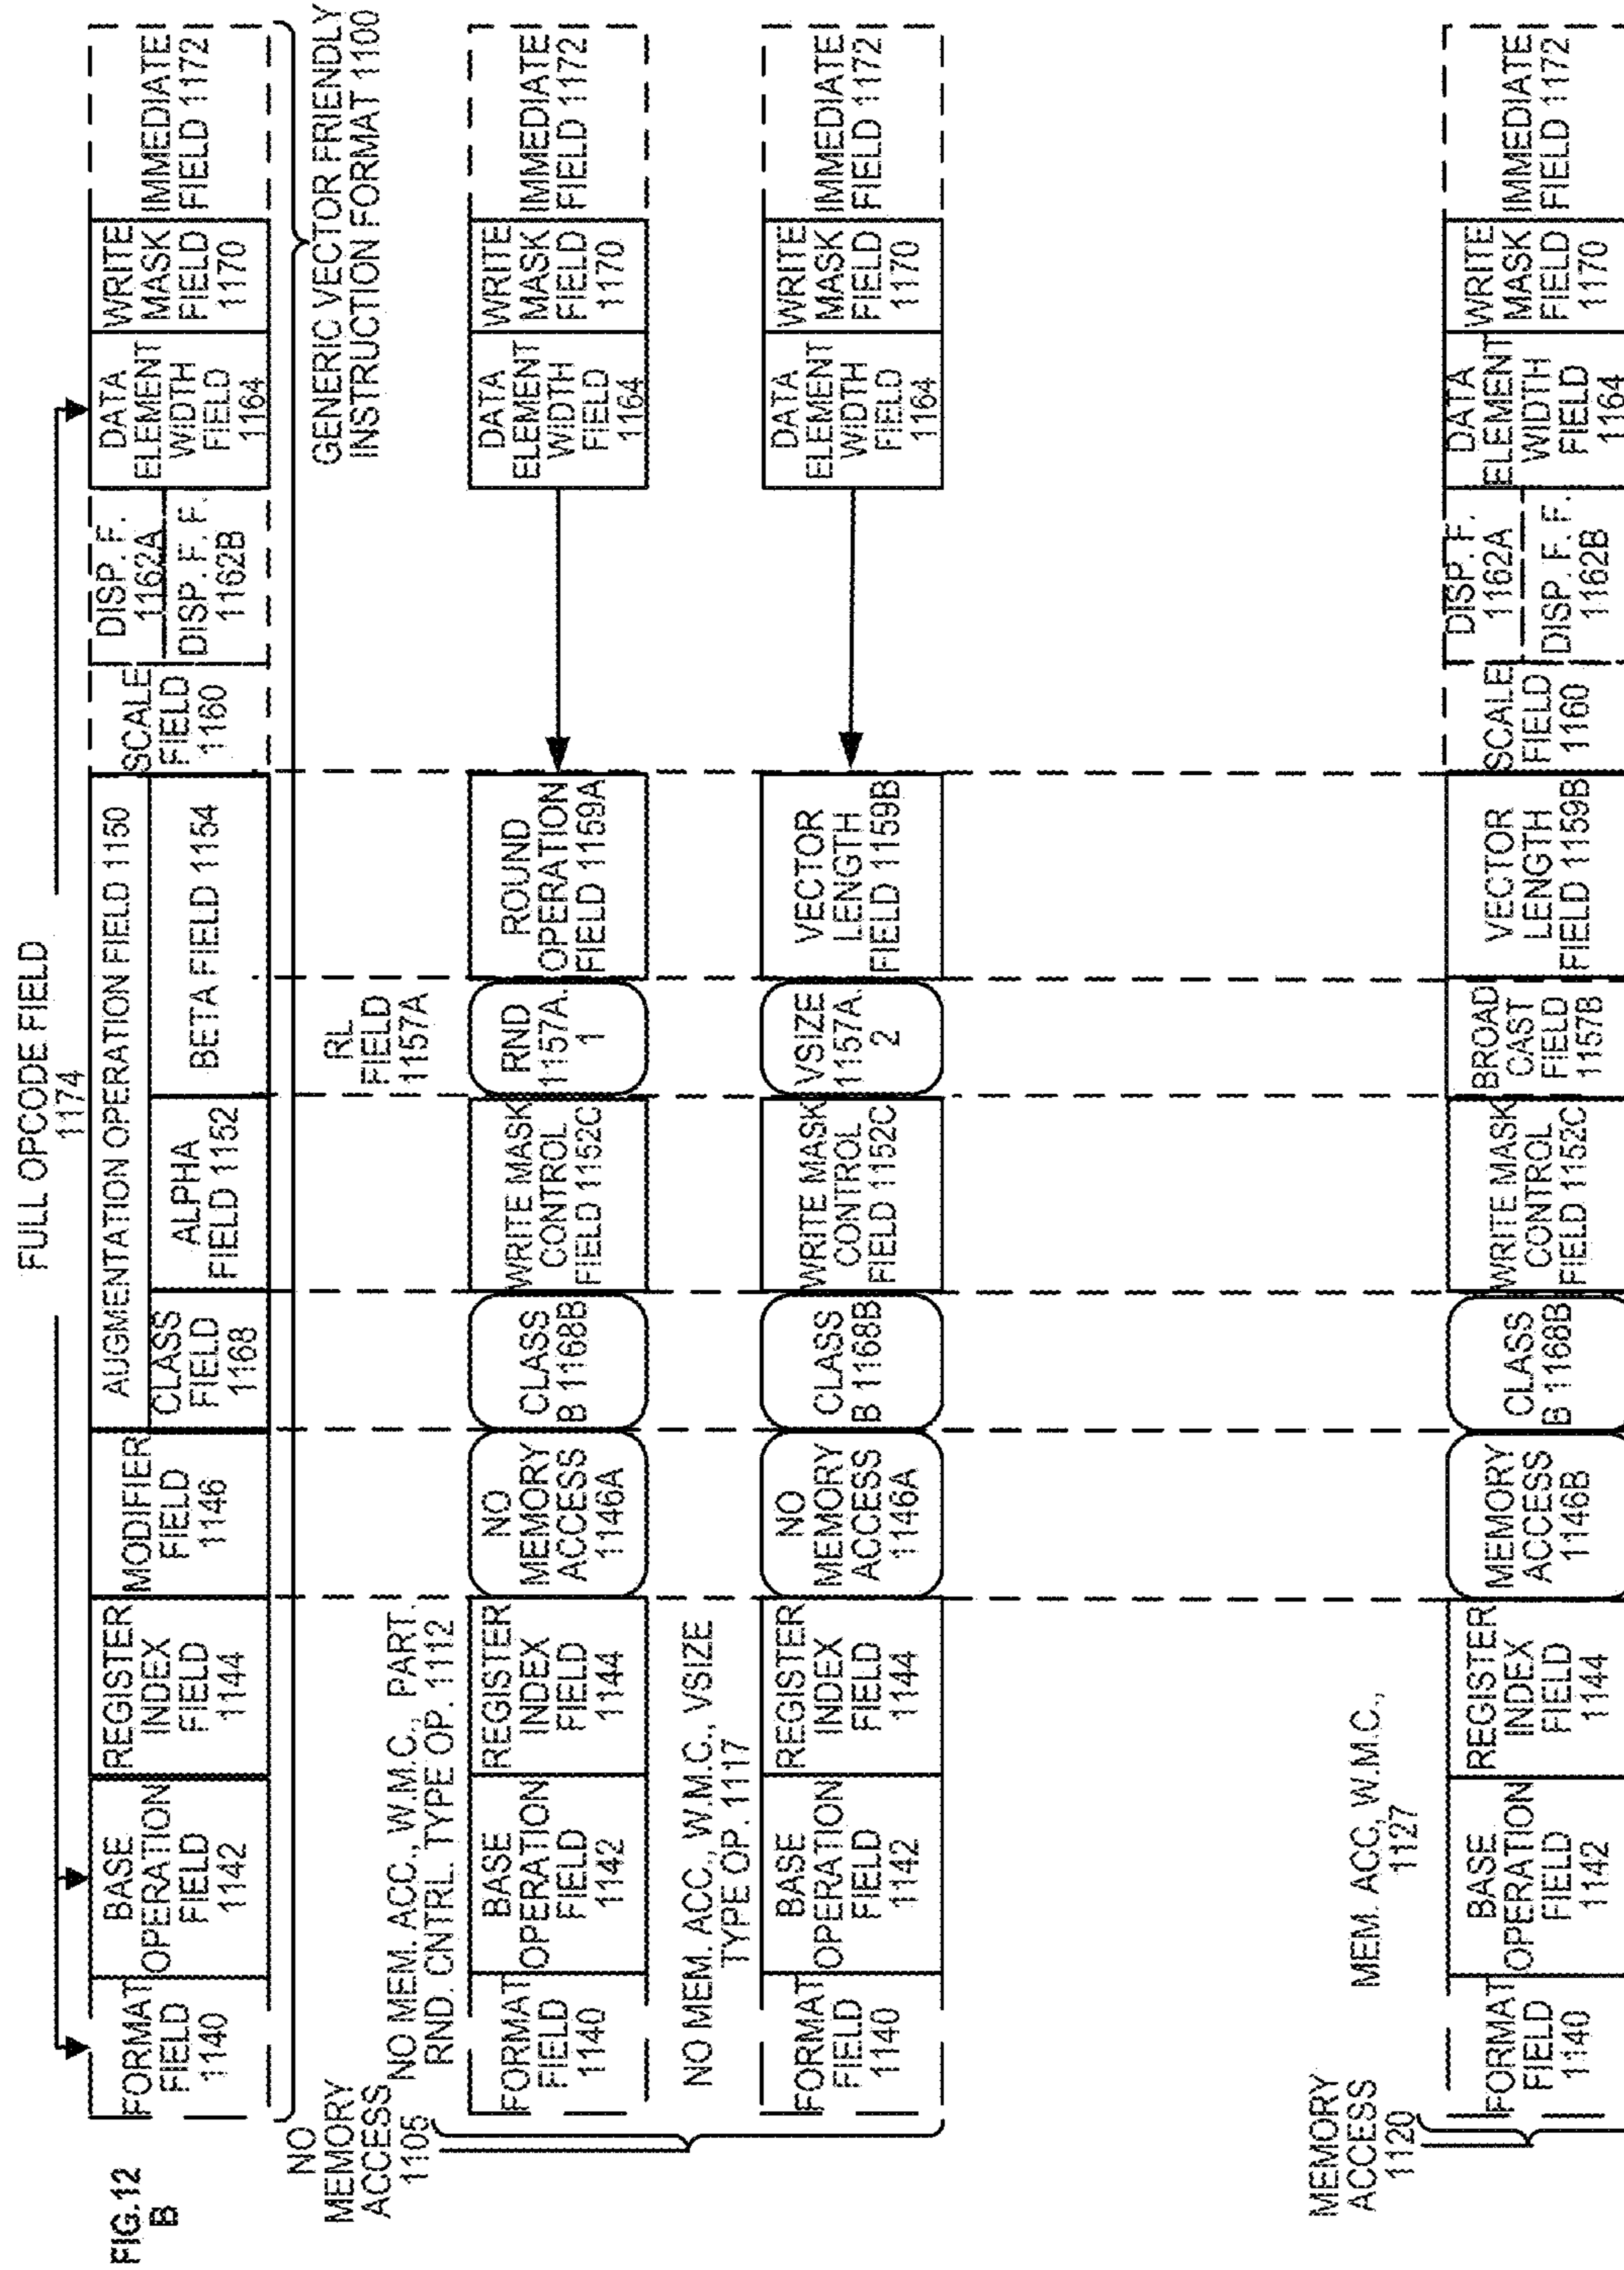 FIG.12
B
FULL OPCODE FIELD
1174
FORMAT
FIELD
1140
BASE
OPERATION
FIELD
1142
REGISTER
INDEX
FIELD
1144
MODIFIER
FIELD
1146
AUGMENTATION OPERATION FIELD 1150
CLASS
FIELD
1168
ALPHA
FIELD 1152
BETA FIELD 1154
SCALE
FIELD
1160
DISP. F.
1162A
DISP. F. F.
1162B
DATA
ELEMENT
WIDTH
FIELD
1164
WRITE
MASK
FIELD
1170
IMMEDIATE
FIELD 1172
GENERIC VECTOR FRIENDLY
INSTRUCTION FORMAT 1100
NO
MEMORY
ACCESS
1105
NO MEM. ACC., W.M.C., PART.
RND. CNTRL. TYPE OP. 1112
RL
FIELD
1157A
FORMAT
FIELD
1140
BASE
OPERATION
FIELD
1142
REGISTER
INDEX
FIELD
1144
NO
MEMORY
ACCESS
1146A
CLASS
B 1168B
WRITE MASK
CONTROL
FIELD 1152C
RND
1157A.
1
ROUND
OPERATION
FIELD 1159A
DATA
ELEMENT
WIDTH
FIELD
1164
WRITE
MASK
FIELD
1170
IMMEDIATE
FIELD 1172
NO MEM. ACC., W.M.C., VSIZE
TYPE OP. 1117
FORMAT
FIELD
1140
BASE
OPERATION
FIELD
1142
REGISTER
INDEX
FIELD
1144
NO
MEMORY
ACCESS
1146A
CLASS
B 1168B
WRITE MASK
CONTROL
FIELD 1152C
VSIZE
1157A.
2
VECTOR
LENGTH
FIELD 1159B
DATA
ELEMENT
WIDTH
FIELD
1164
WRITE
MASK
FIELD
1170
IMMEDIATE
FIELD 1172
MEMORY
ACCESS
1120
MEM. ACC, W.M.C.,
1127
FORMAT
FIELD
1140
BASE
OPERATION
FIELD
1142
REGISTER
INDEX
FIELD
1144
MEMORY
ACCESS
1146B
CLASS
B 1168B
WRITE MASK
CONTROL
FIELD 1152C
BROAD
CAST
FIELD
1157B
VECTOR
LENGTH
FIELD 1159B
SCALE
FIELD
1160
DISP. F.
1162A
DISP. F. F.
1162B
DATA
ELEMENT
WIDTH
FIELD
1164
WRITE
MASK
FIELD
1170
IMMEDIATE
FIELD 1172